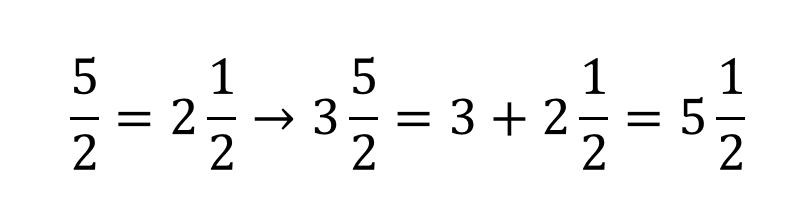 5/2 = 2 1/2 → 3 5/2 = 3 + 2 1/2 = 5 1/2